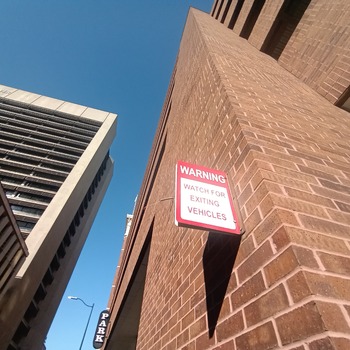 WARNING
WATCH FOR
EXITING
VEHICLES
PARK